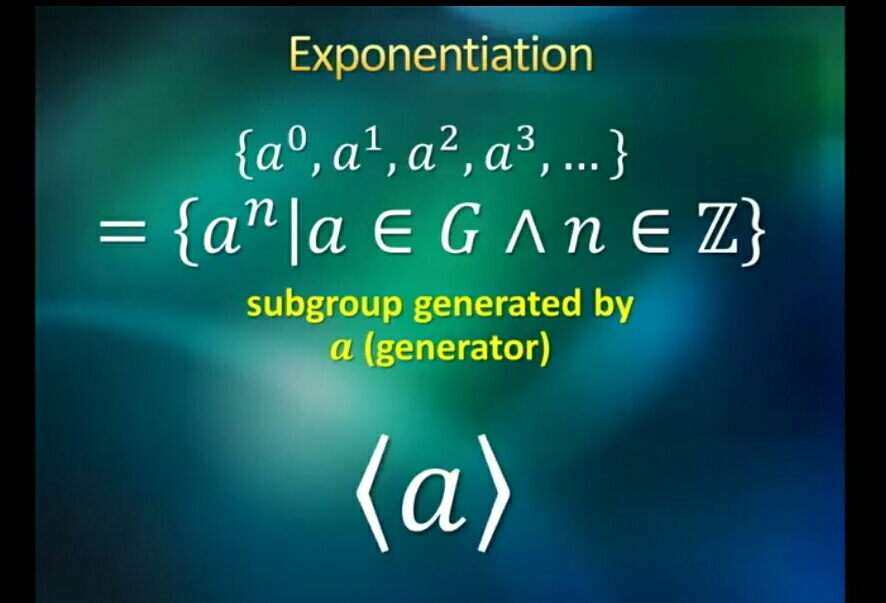 Exponentiation
{a⁰, a¹, a², a³, … }
= {aⁿ|a ∈ G ∧ n ∈ ℤ}
subgroup generated by
a (generator)
⟨a⟩